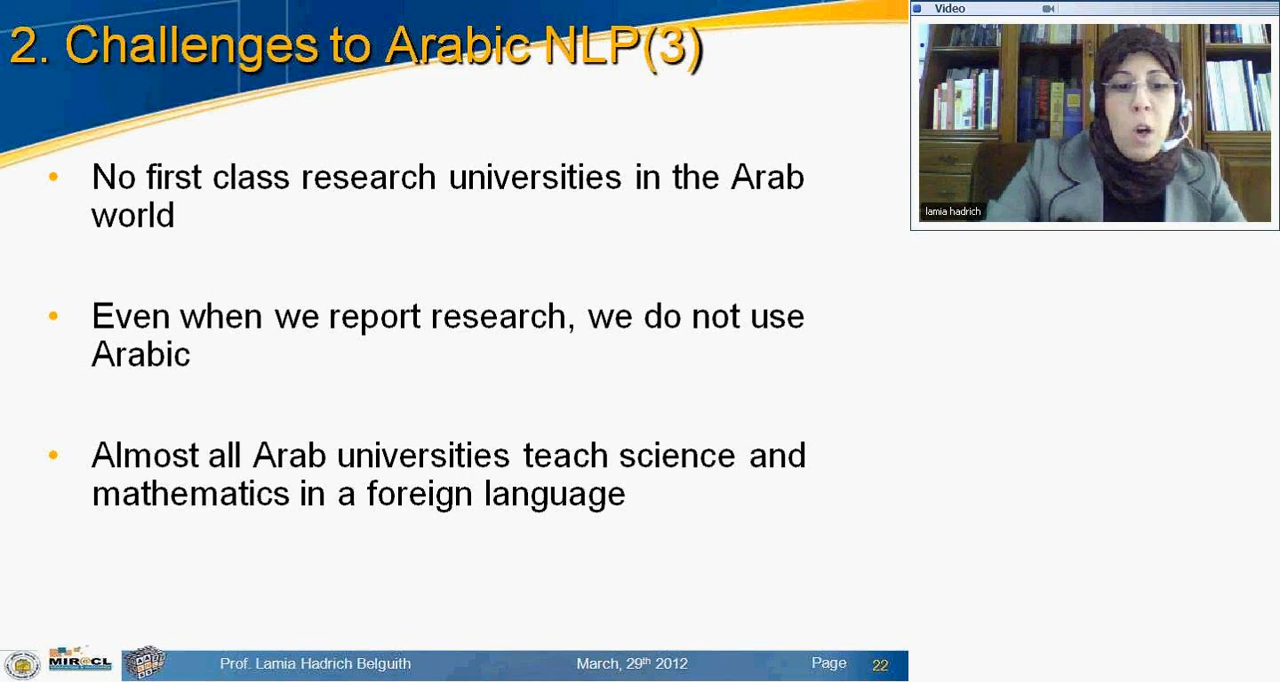 2. Challenges to Arabic NLP(3)
• No first class research universities in the Arab
world
• Even when we report research, we do not use
Arabic
• Almost all Arab universities teach science and
mathematics in a foreign language
Video
lamia hadrich
MIR@CL
Prof. Lamia Hadrich Belguith March, 29th 2012 Page 22